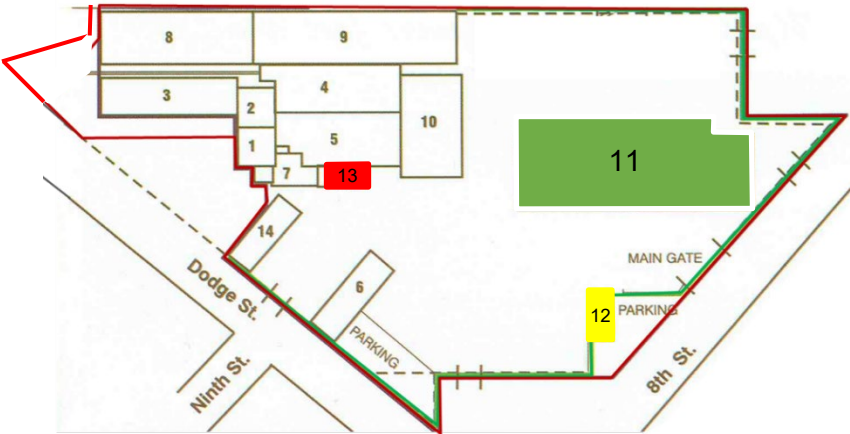 8
9
3
4
2
10
1
5
7
13
11
14
MAIN GATE
6
12
PARKING
Dodge St.
PARKING
8th St.
Ninth St.